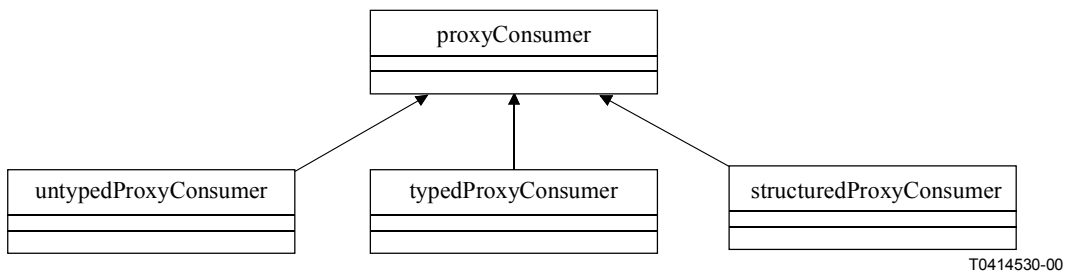 proxyConsumer
untypedProxyConsumer
typedProxyConsumer
structuredProxyConsumer
T0414530-00